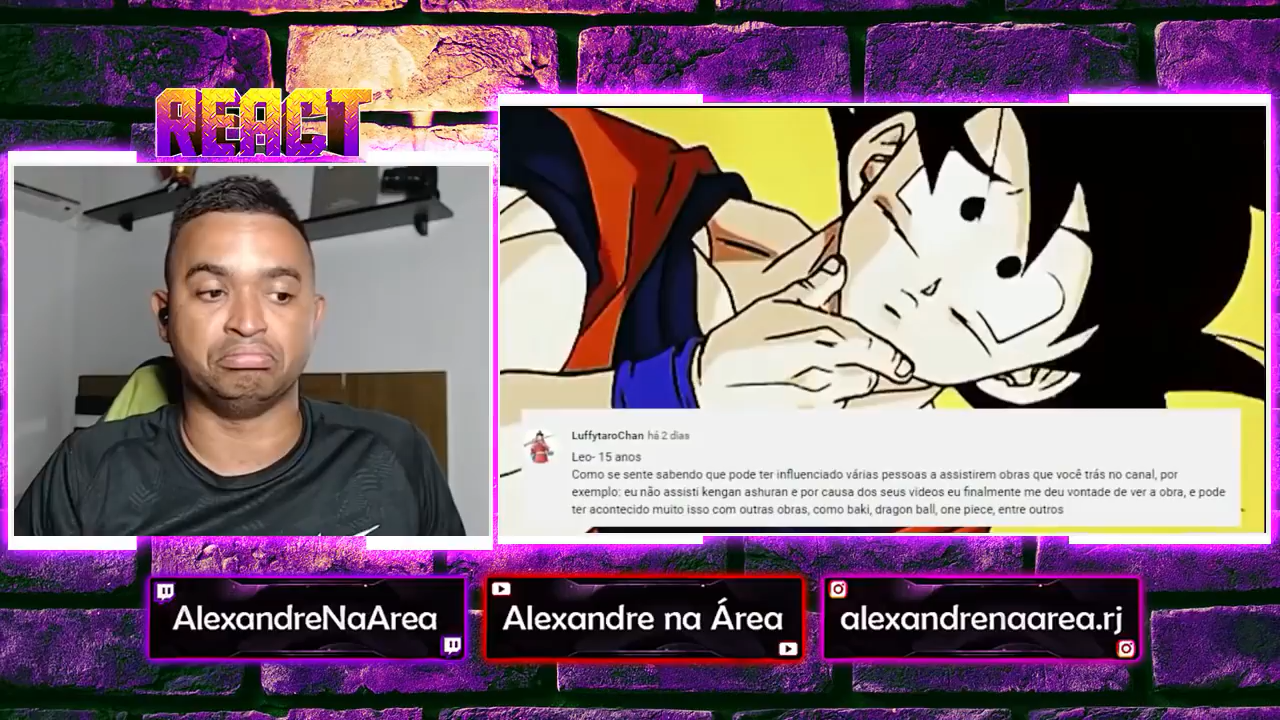 REACT
LuffytaroChan há 2 dias
Leo- 15 anos
Como se sente sabendo que pode ter influenciado várias pessoas a assistirem obras que você trás no canal, por
exemplo: eu não assisti kengan ashuran e por causa dos seus videos eu finalmente me deu vontade de ver a obra, e pode
ter acontecido muito isso com outras obras, como baki, dragon ball, one piece, entre outros
AlexandreNaArea
Alexandre na Área
alexandrenaarea.rj